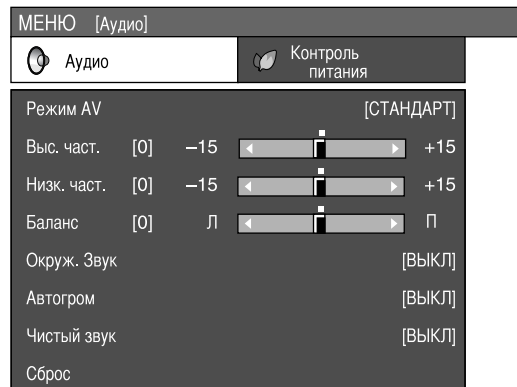 МЕНЮ [Аудио]
Аудио
Контроль
питания
Режим AV [СТАНДАРТ]
Выс. част. [0] –15 +15
Низк. част. [0] –15 +15
Баланс [0] Л П
Окруж. Звук [ВЫКЛ]
Автогром [ВЫКЛ]
Чистый звук [ВЫКЛ]
Сброс